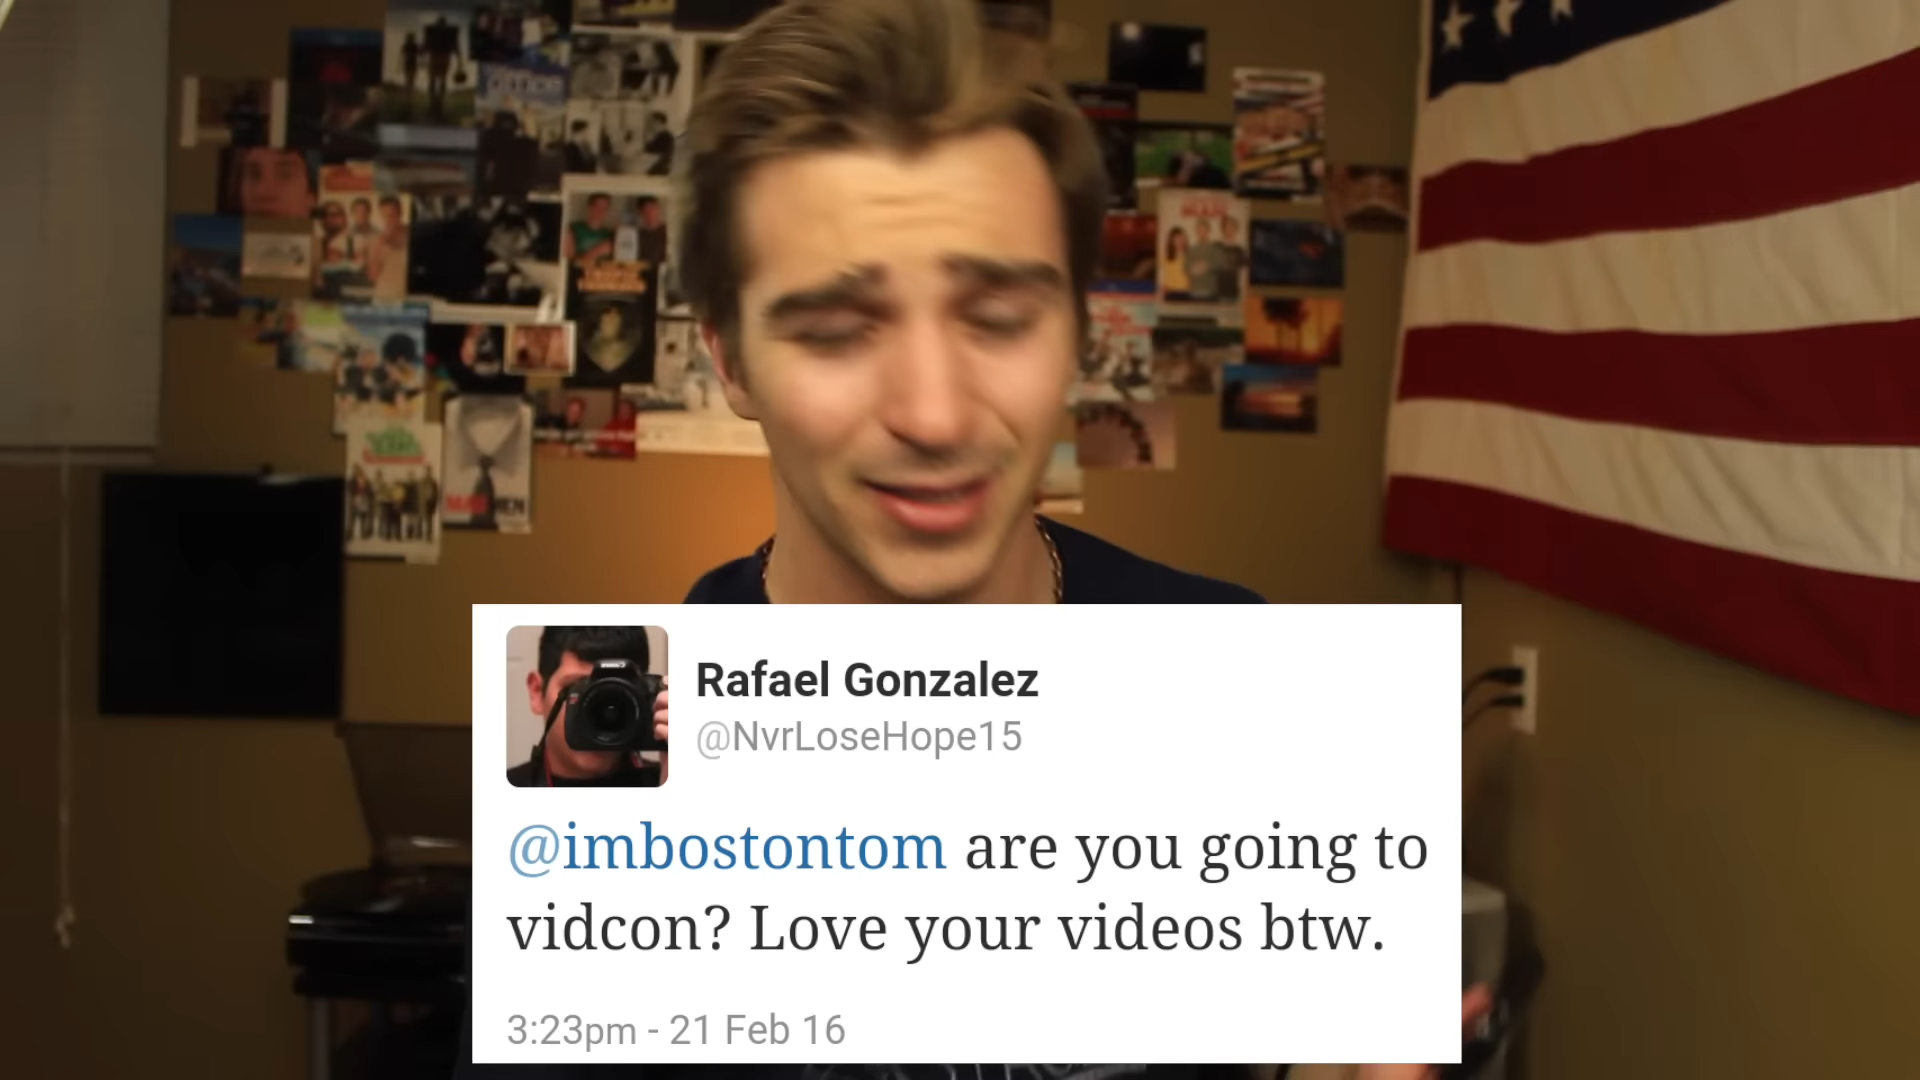 Rafael Gonzalez
@NvrLoseHope15
@imbostontom are you going to
vidcon? Love your videos btw.
3:23pm - 21 Feb 16